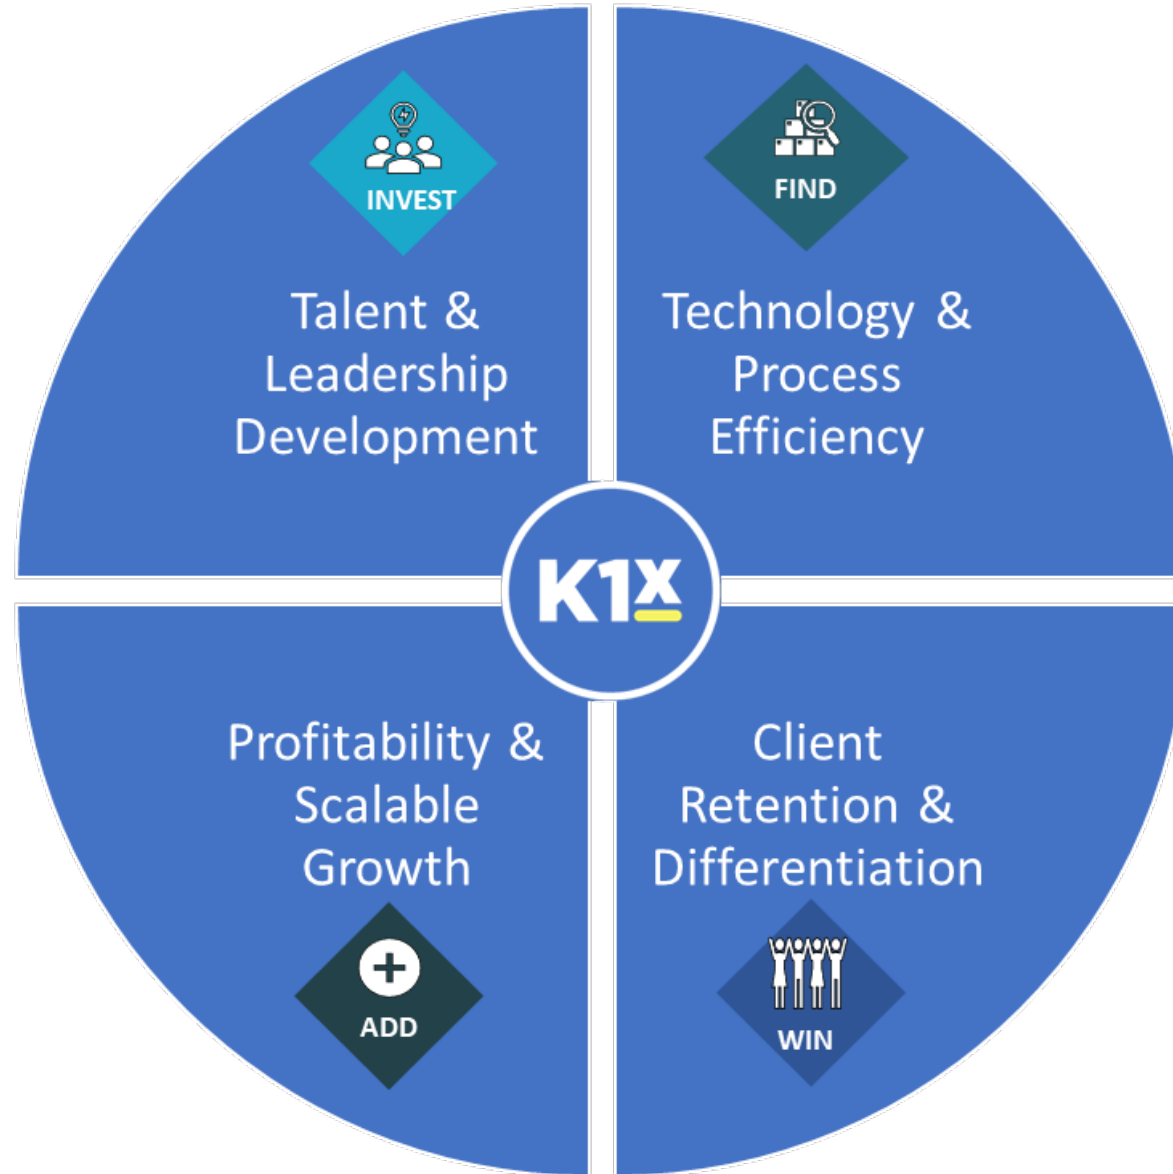 INVEST
Talent &
Leadership
Development
FIND
Technology &
Process
Efficiency
K1x
Profitability &
Scalable
Growth
ADD
Client
Retention &
Differentiation
WIN